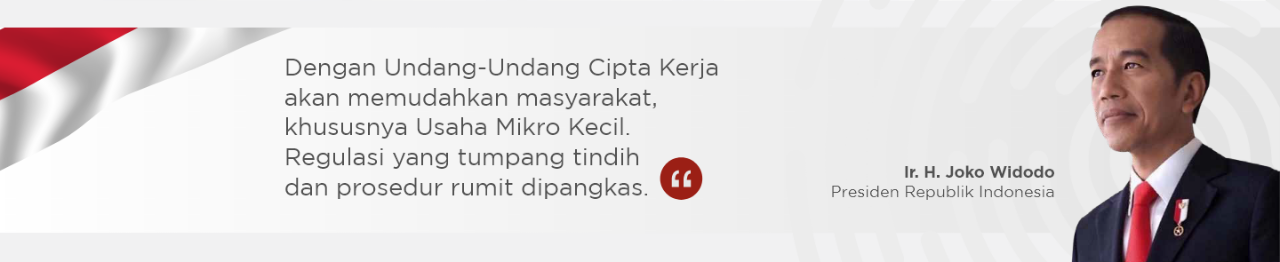 Dengan Undang-Undang Cipta Kerja
akan memudahkan masyarakat,
khususnya Usaha Mikro Kecil.
Regulasi yang tumpang tindih
dan prosedur rumit dipangkas.
“
Ir. H. Joko Widodo
Presiden Republik Indonesia